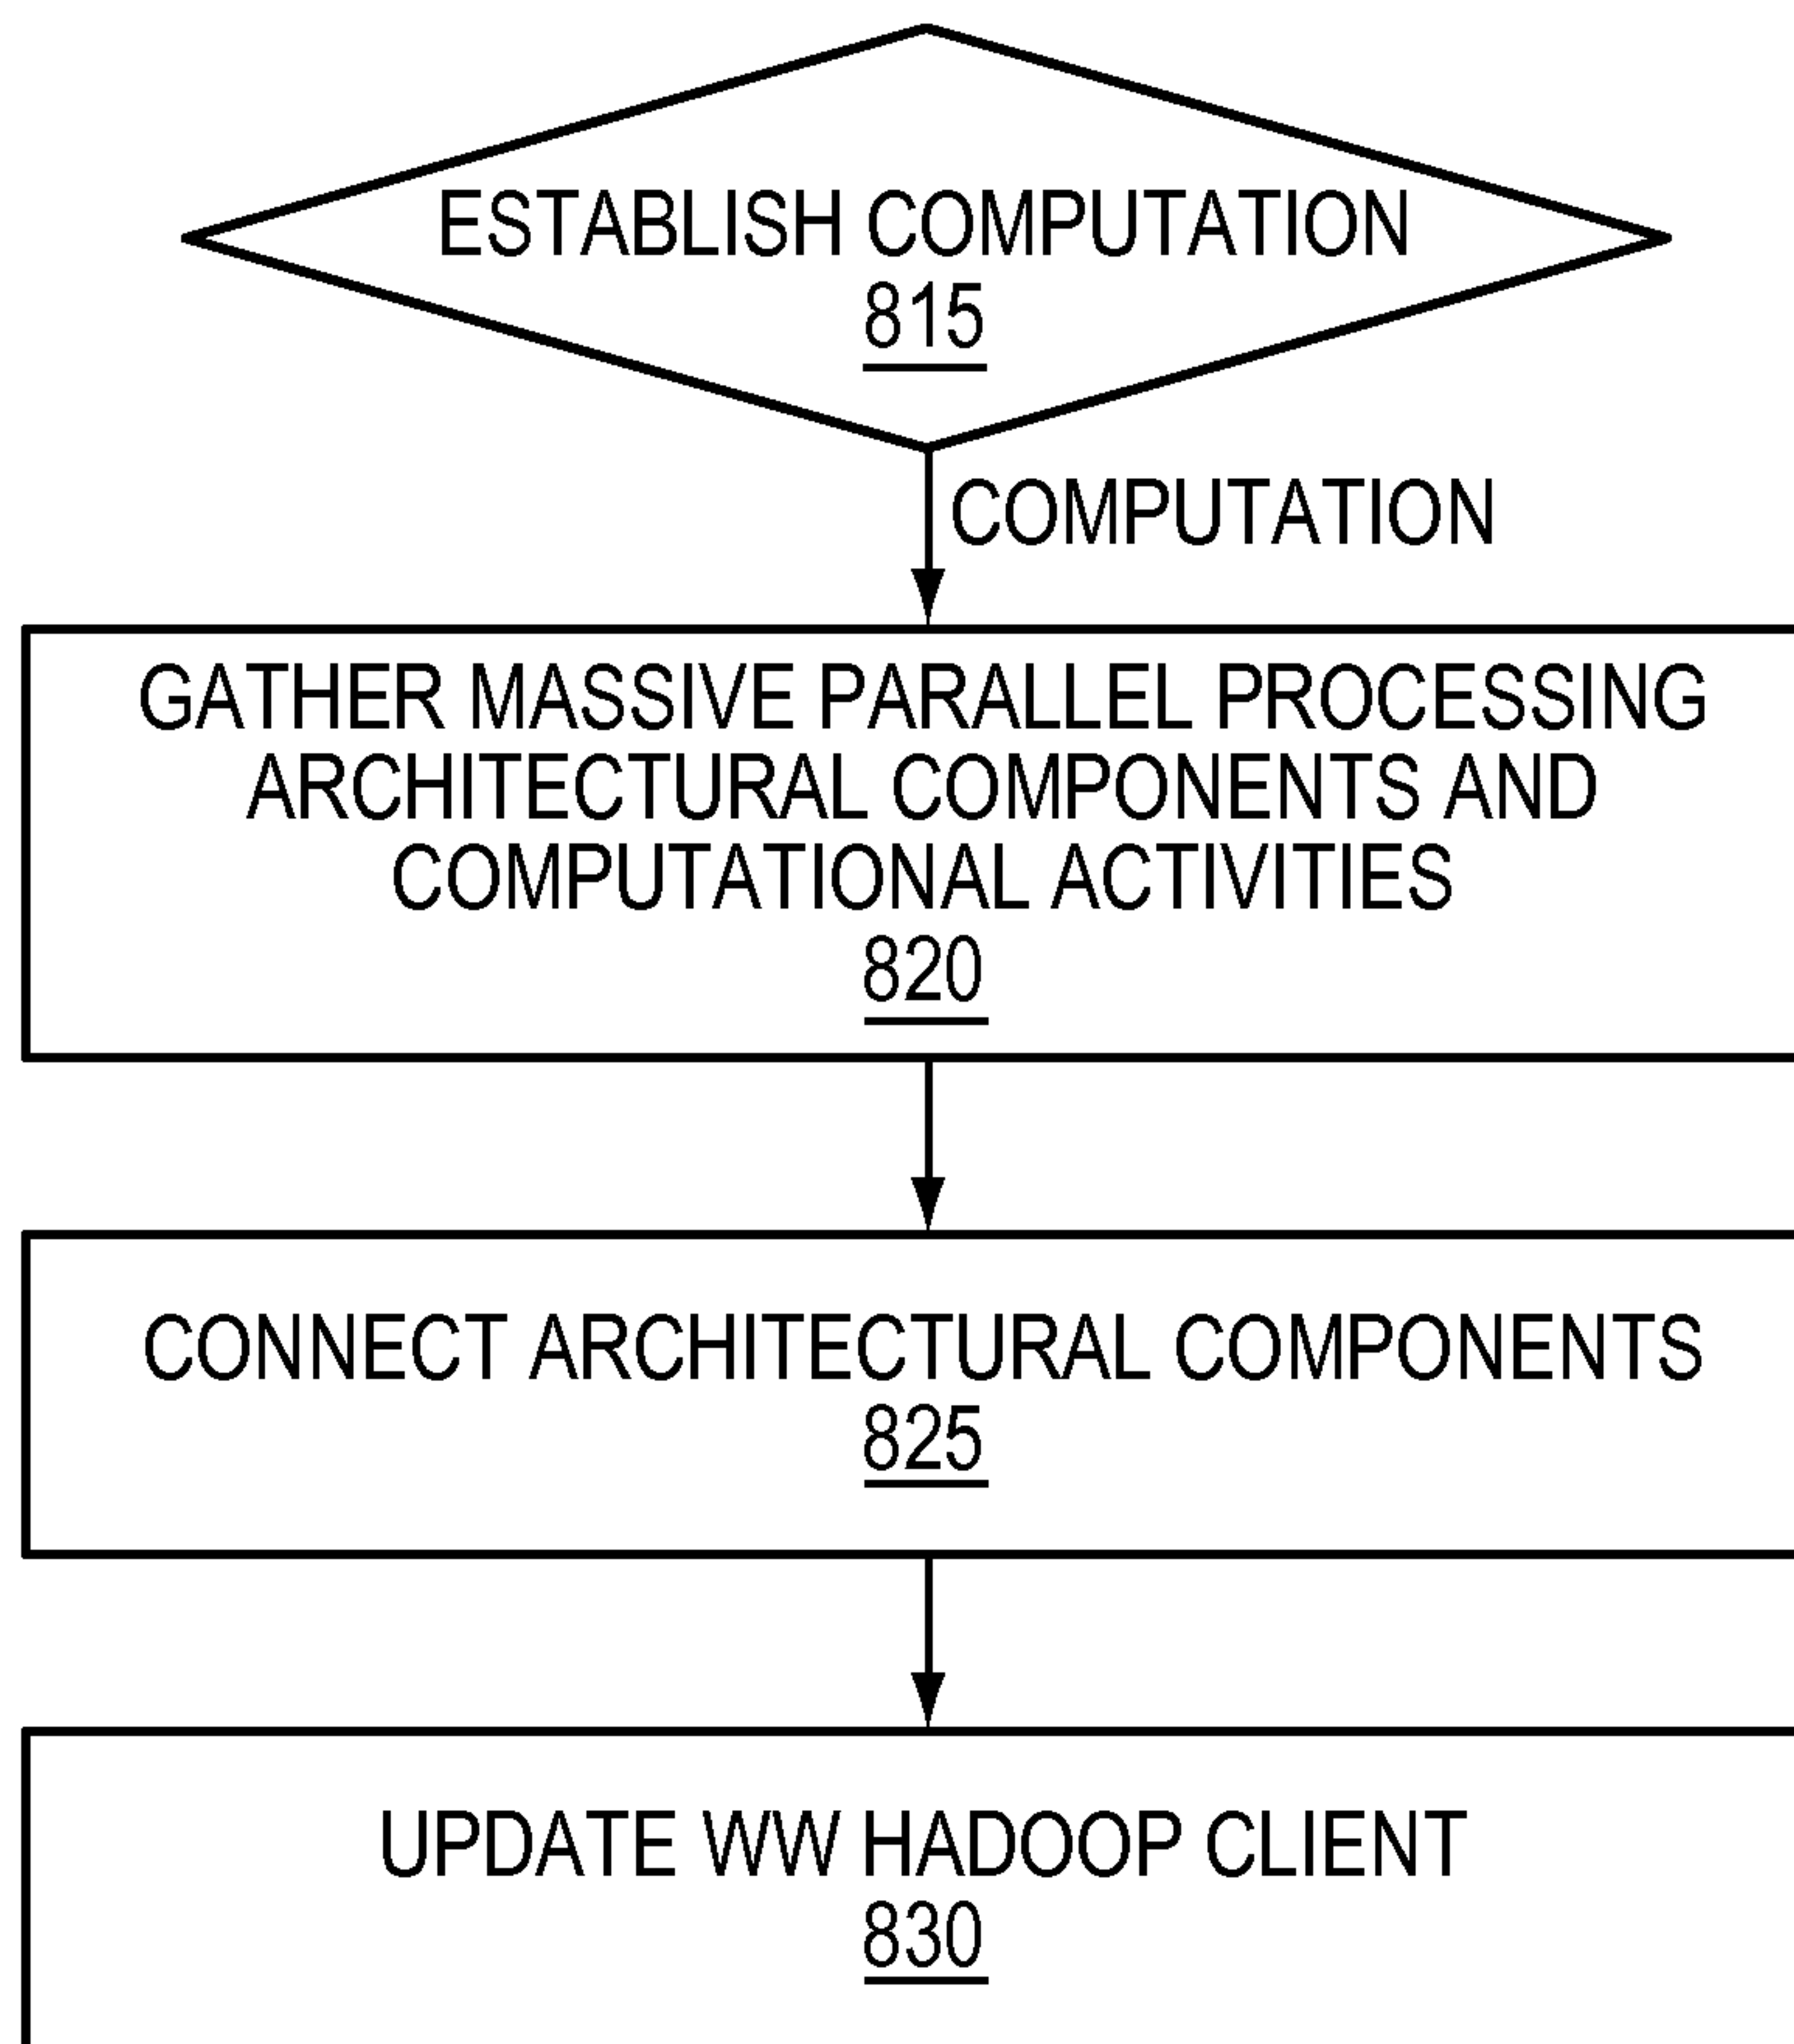 ESTABLISH COMPUTATION
815
COMPUTATION
GATHER MASSIVE PARALLEL PROCESSING
ARCHITECTURAL COMPONENTS AND
COMPUTATIONAL ACTIVITIES
820
CONNECT ARCHITECTURAL COMPONENTS
825
UPDATE WW HADOOP CLIENT
830